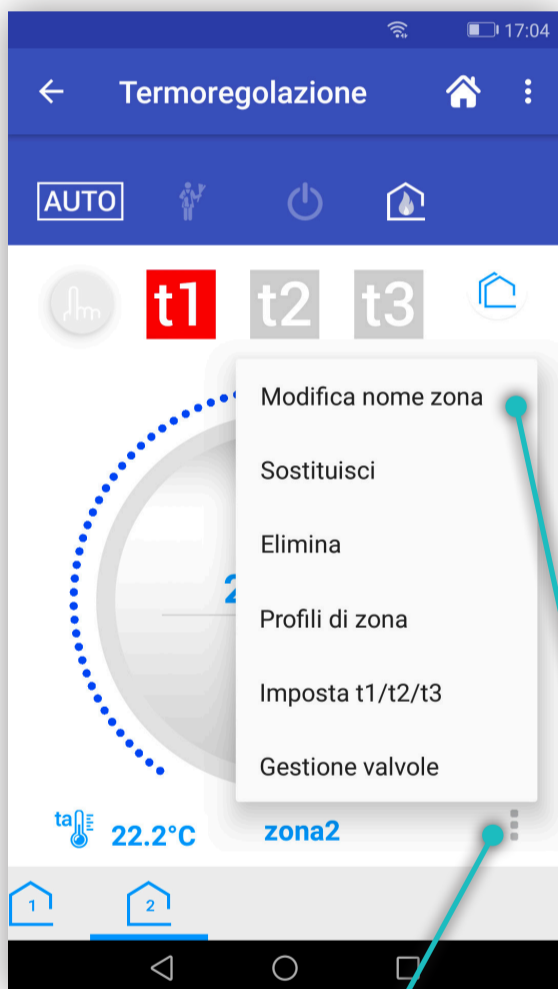 17:04
Termoregolazione
AUTO
t1 t2 t3
Modifica nome zona
Sostituisci
Elimina
2
Profili di zona
Imposta t1/t2/t3
Gestione valvole
ta 22.2°C zona2
1 2